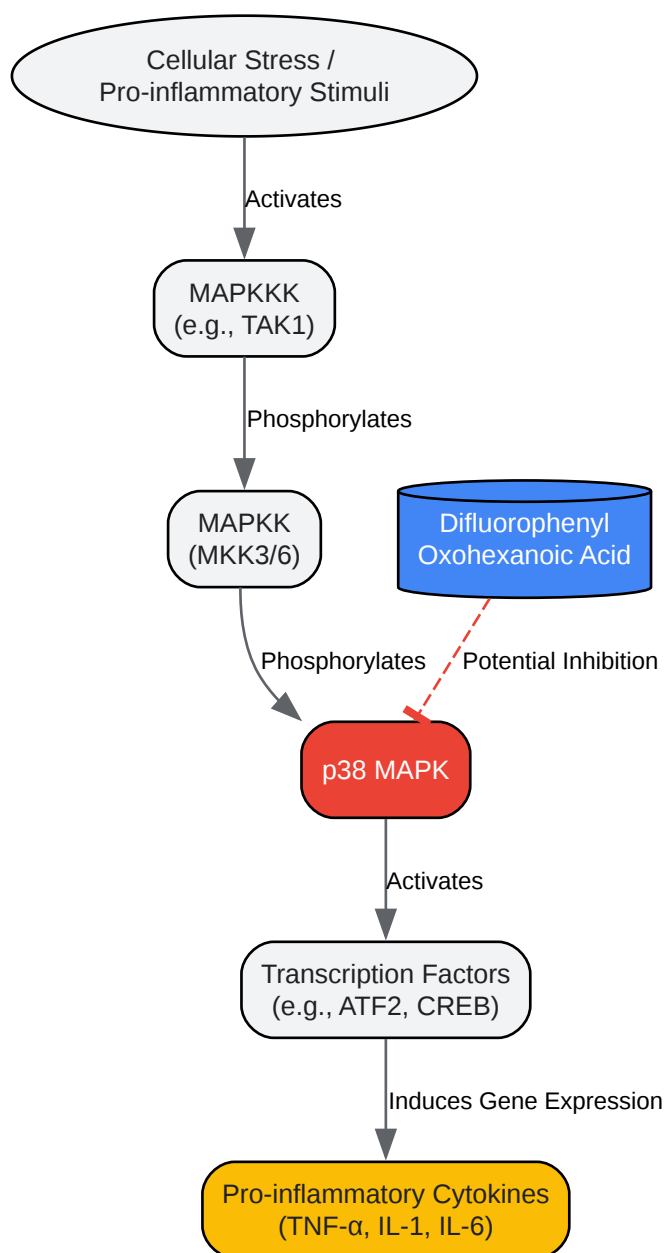 Cellular Stress /
Pro-inflammatory Stimuli
Activates
MAPKKK
(e.g., TAK1)
Phosphorylates
MAPKK
(MKK3/6)
Difluorophenyl
Oxohexanoic Acid
Phosphorylates
Potential Inhibition
p38 MAPK
Activates
Transcription Factors
(e.g., ATF2, CREB)
Induces Gene Expression
Pro-inflammatory Cytokines
(TNF-α, IL-1, IL-6)